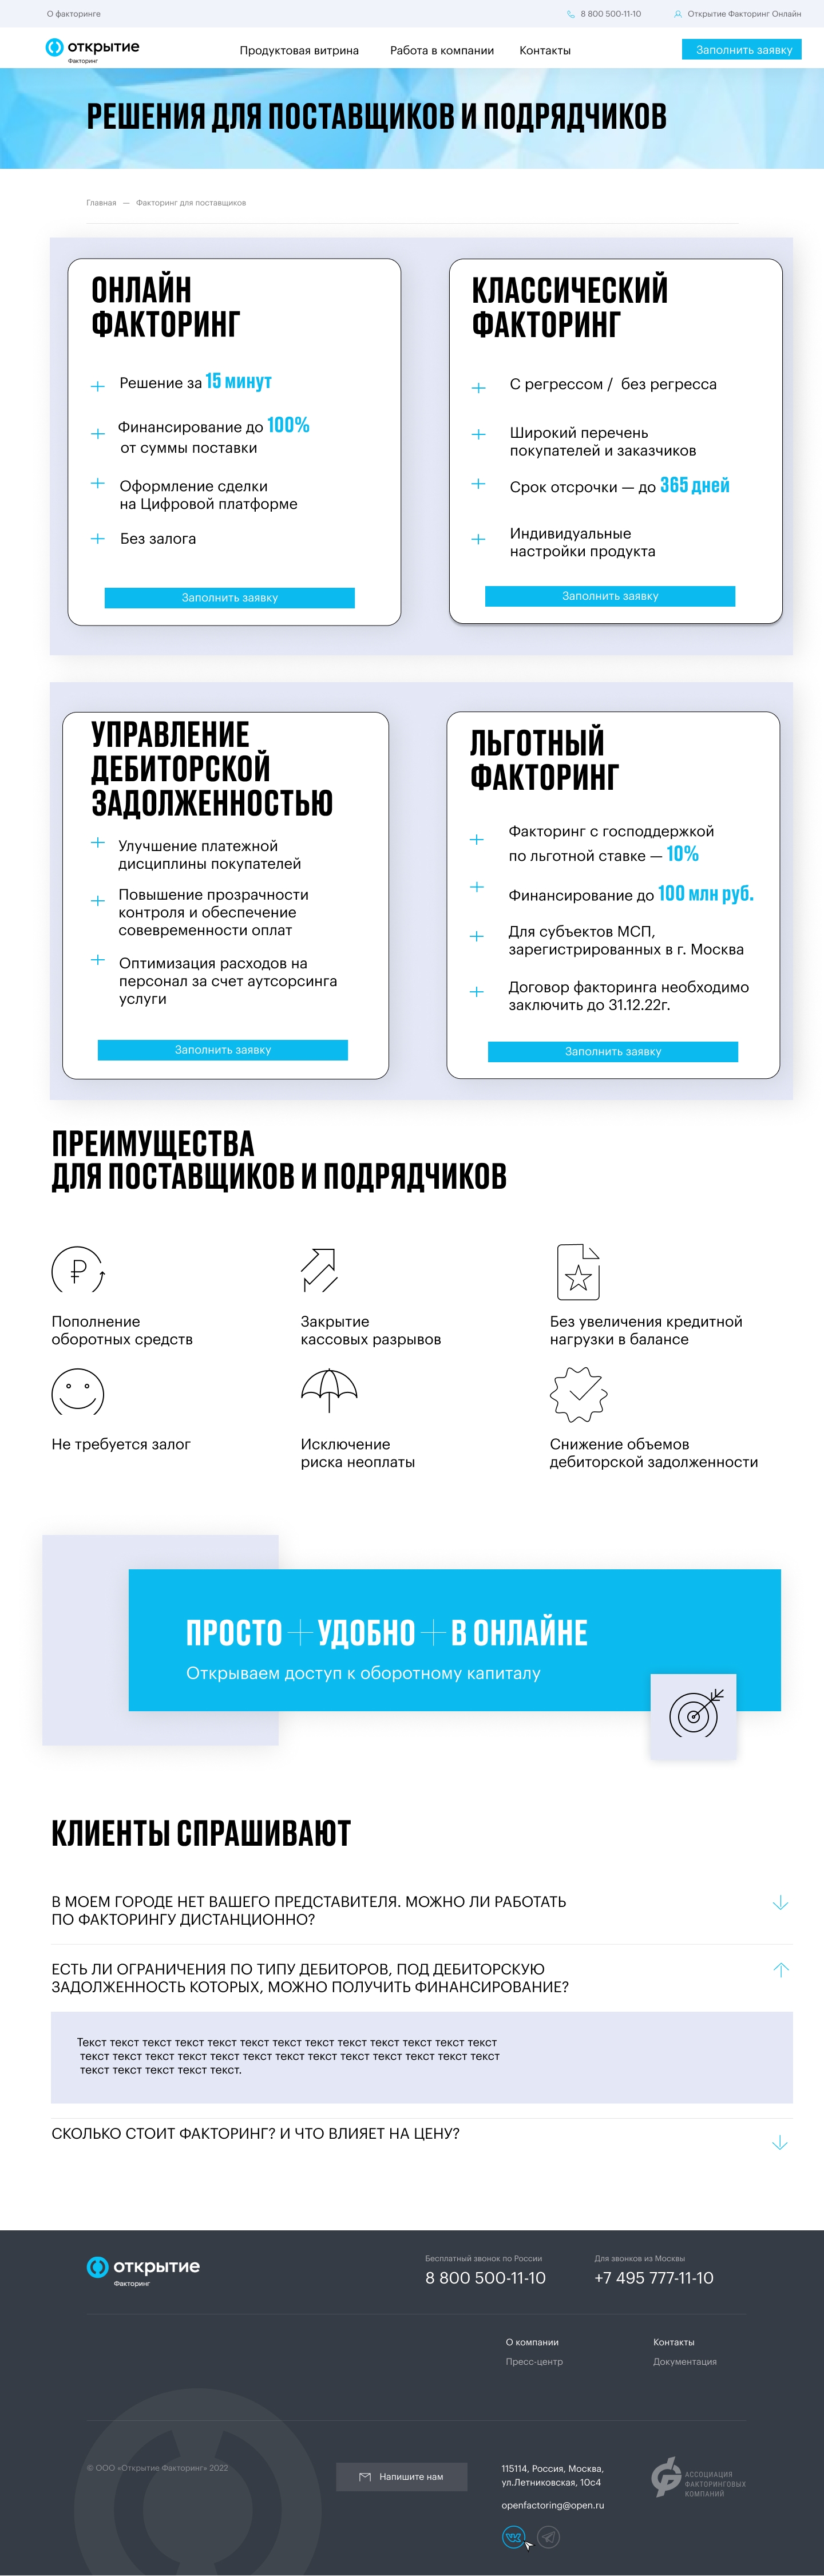 О факторинге
8 800 500-11-10
Открытие Факторинг Онлайн
открытие
Факторинг
Продуктовая витрина
Работа в компании
Контакты
Заполнить заявку
РЕШЕНИЯ ДЛЯ ПОСТАВЩИКОВ И ПОДРЯДЧИКОВ
Главная — Факторинг для поставщиков
ОНЛАЙН
ФАКТОРИНГ
Решение за 15 минут
Финансирование до 100%
от суммы поставки
Оформление сделки
на Цифровой платформе
Без залога
Заполнить заявку
КЛАССИЧЕСКИЙ
ФАКТОРИНГ
С регрессом / без регресса
Широкий перечень
покупателей и заказчиков
Срок отсрочки — до 365 дней
Индивидуальные
настройки продукта
Заполнить заявку
УПРАВЛЕНИЕ
ДЕБИТОРСКОЙ
ЗАДОЛЖЕННОСТЬЮ
Улучшение платежной
дисциплины покупателей
Повышение прозрачности
контроля и обеспечение
совевременности оплат
Оптимизация расходов на
персонал за счет аутсорсинга
услуги
Заполнить заявку
ЛЬГОТНЫЙ
ФАКТОРИНГ
Факторинг с господдержкой
по льготной ставке — 10%
Финансирование до 100 млн руб.
Для субъектов МСП,
зарегистрированных в г. Москва
Договор факторинга необходимо
заключить до 31.12.22г.
Заполнить заявку
ПРЕИМУЩЕСТВА
ДЛЯ ПОСТАВЩИКОВ И ПОДРЯДЧИКОВ
Пополнение
оборотных средств
Закрытие
кассовых разрывов
Без увеличения кредитной
нагрузки в балансе
Не требуется залог
Исключение
риска неоплаты
Снижение объемов
дебиторской задолженности
ПРОСТО + УДОБНО + В ОНЛАЙНЕ
Открываем доступ к оборотному капиталу
КЛИЕНТЫ СПРАШИВАЮТ
В МОЕМ ГОРОДЕ НЕТ ВАШЕГО ПРЕДСТАВИТЕЛЯ. МОЖНО ЛИ РАБОТАТЬ
ПО ФАКТОРИНГУ ДИСТАНЦИОННО?
ЕСТЬ ЛИ ОГРАНИЧЕНИЯ ПО ТИПУ ДЕБИТОРОВ, ПОД ДЕБИТОРСКУЮ
ЗАДОЛЖЕННОСТЬ КОТОРЫХ, МОЖНО ПОЛУЧИТЬ ФИНАНСИРОВАНИЕ?
Текст текст текст текст текст текст текст текст текст текст текст текст текст
текст текст текст текст текст текст текст текст текст текст текст текст текст
текст текст текст текст текст.
СКОЛЬКО СТОИТ ФАКТОРИНГ? И ЧТО ВЛИЯЕТ НА ЦЕНУ?
открытие
Факторинг
Бесплатный звонок по России
8 800 500-11-10
Для звонков из Москвы
+7 495 777-11-10
О компании
Пресс-центр
Контакты
Документация
© ООО «Открытие Факторинг» 2022
Напишите нам
115114, Россия, Москва,
ул.Летниковская, 10с4
openfactoring@open.ru
АССОЦИАЦИЯ
ФАКТОРИНГОВЫХ
КОМПАНИЙ